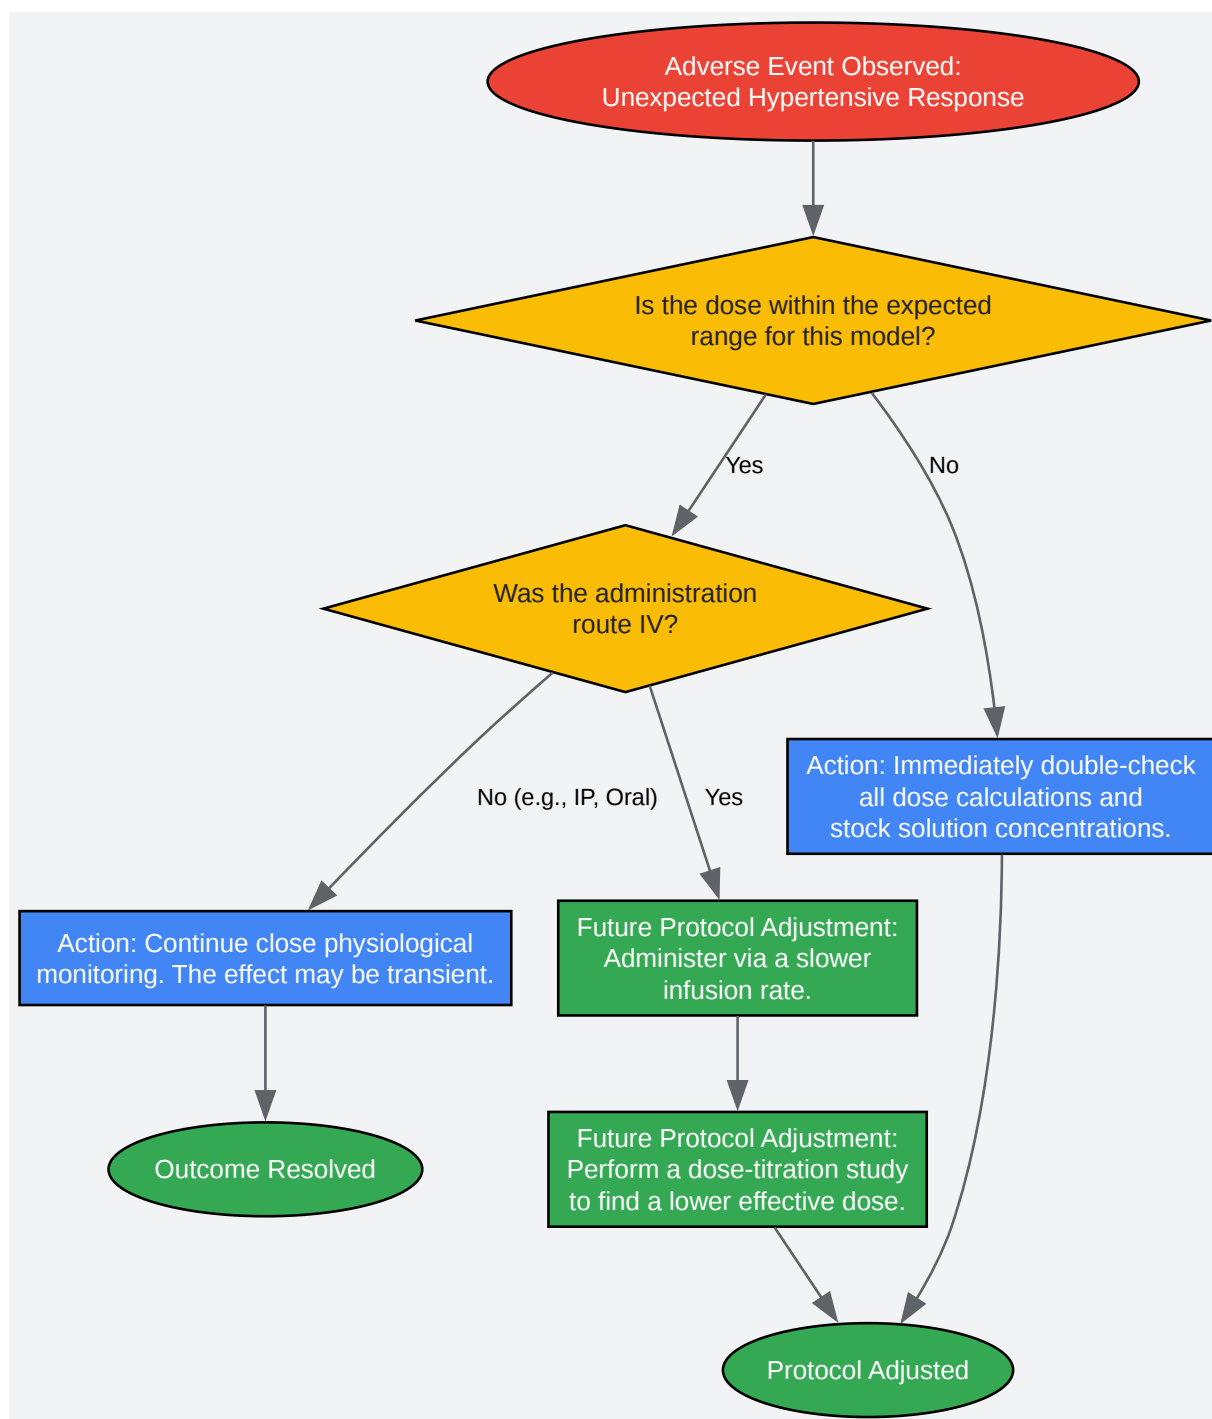 Adverse Event Observed:
Unexpected Hypertensive Response
Is the dose within the expected
range for this model?
Yes
No
Was the administration
route IV?
Action: Immediately double-check
all dose calculations and
stock solution concentrations.
No (e.g., IP, Oral)
Yes
Action: Continue close physiological
monitoring. The effect may be transient.
Future Protocol Adjustment:
Administer via a slower
infusion rate.
Outcome Resolved
Future Protocol Adjustment:
Perform a dose-titration study
to find a lower effective dose.
Protocol Adjusted